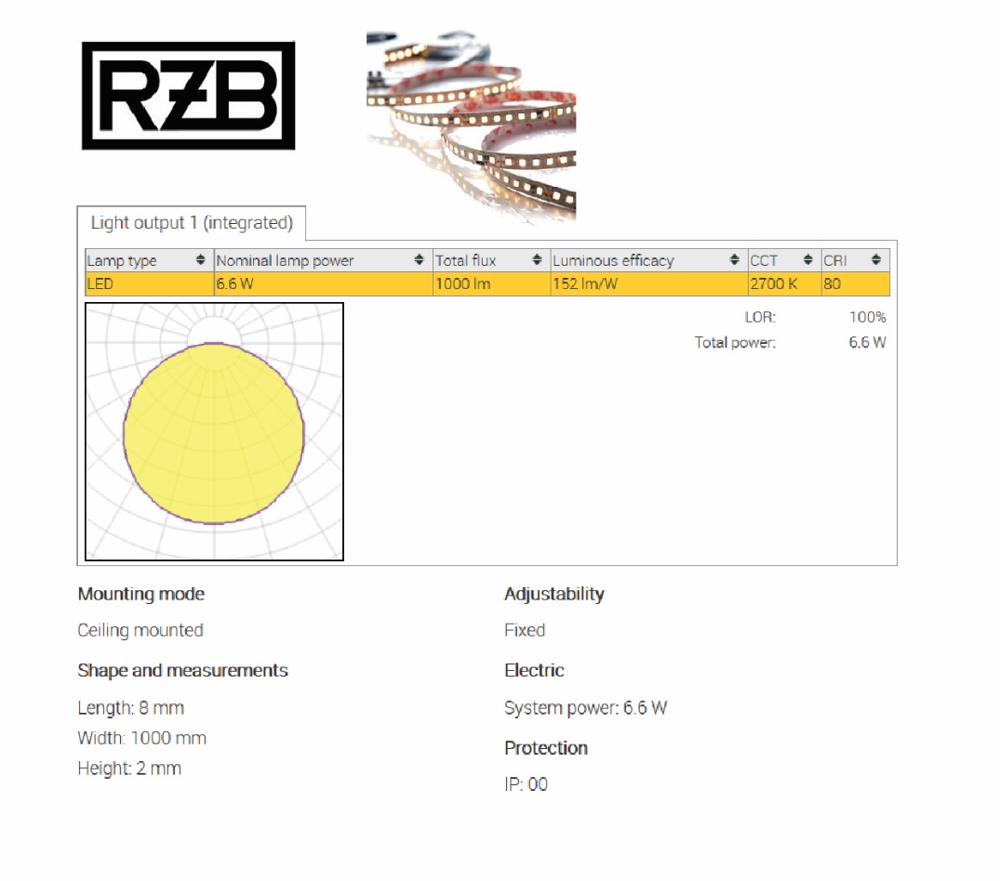 RZB
Light output 1 (integrated)
Lamp type Nominal lamp power Total flux Luminous efficacy CCT CRI
LED 6.6 W 1000 lm 152 lm/W 2700 K 80
LOR: 100%
Total power: 6.6 W
Mounting mode
Ceiling mounted
Shape and measurements
Length: 8 mm
Width: 1000 mm
Height: 2 mm
Adjustability
Fixed
Electric
System power: 6.6 W
Protection
IP: 00